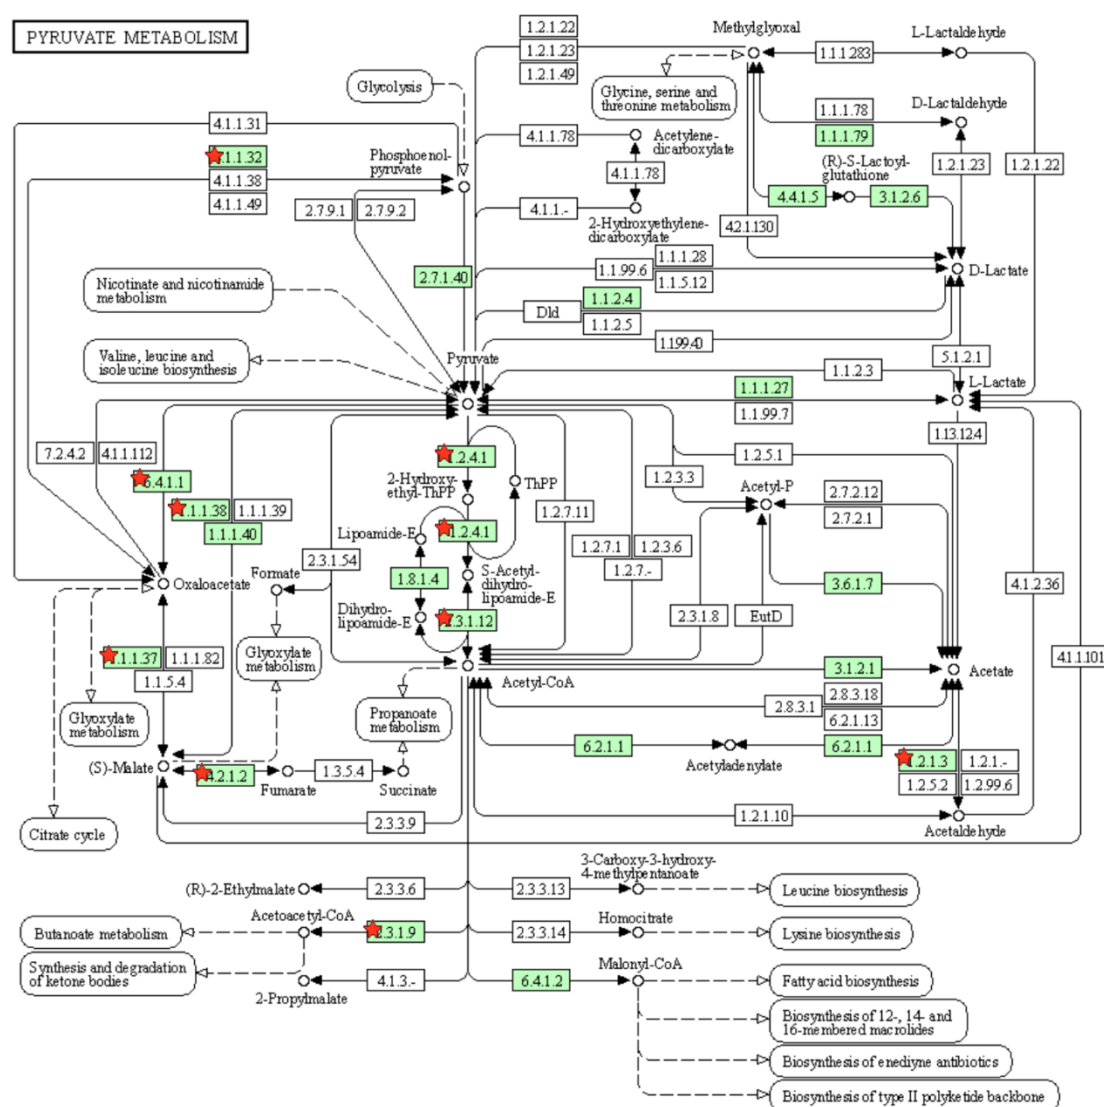 PYRUVATE METABOLISM
1.2.1.22
1.2.1.23
1.2.1.49
Methylglyoxal
1.1.1.283
L-Lactaldehyde
Glycolysis
Glycine, serine and
threonine metabolism
4.1.1.31
.1.1.32
4.1.1.38
4.1.1.49
Phosphoenol-
pyruvate
4.1.1.78
Acetylene-
dicarboxylate
4.1.1.78
4.1.1.-
2-Hydroxyethylene-
dicarboxylate
1.1.1.78
1.1.1.79
D-Lactaldehyde
(R)-S-Lactoyl-
glutathione
1.2.1.23
1.2.1.22
4.4.1.5
3.1.2.6
2.7.9.1
2.7.9.2
4.2.1.130
2.7.1.40
1.1.1.28
1.1.99.6
1.1.5.12
D-Lactate
Nicotinate and nicotinamide
metabolism
1.1.2.4
Dld
1.1.2.5
1.199.40
Valine, leucine and
isoleucine biosynthesis
Pyruvate
5.1.2.1
1.1.2.3
1.1.1.27
1.1.99.7
L-Lactate
1.13.12.4
7.2.4.2
4.1.1.112
6.4.1.1
.1.1.38
1.1.1.39
1.1.1.40
.2.4.1
2-Hydroxy-
ethyl-ThPP
ThPP
1.2.5.1
1.2.3.3
Acetyl-P
2.7.2.12
2.7.2.1
Lipoamide-E
1.2.4.1
1.2.7.11
1.2.7.1
1.2.3.6
1.2.7.-
2.3.1.54
1.8.1.4
S-Acetyl-
dihydro-
lipoamide-E
Oxaloacetate
Formate
3.6.1.7
4.1.2.36
Dihydro-
lipoamide-E
2.3.1.12
2.3.1.8
EutD
.1.1.37
1.1.1.82
1.1.5.4
Glyoxylate
metabolism
4.1.1.101
Acetyl-CoA
3.1.2.1
Acetate
Glyoxylate
metabolism
Propanoate
metabolism
2.8.3.1
2.8.3.18
6.2.1.13
6.2.1.1
Acetyladenylate
6.2.1.1
(S)-Malate
4.2.1.2
Fumarate
1.3.5.4
Succinate
.2.1.3
1.2.1.-
1.2.5.2
1.2.99.6
Citrate cycle
2.3.3.9
1.2.1.10
Acetaldehyde
(R)-2-Ethylmalate
2.3.3.6
2.3.3.13
3-Carboxy-3-hydroxy-
4-methylpentanoate
Leucine biosynthesis
Butanoate metabolism
Acetoacetyl-CoA
2.3.1.9
2.3.3.14
Homocitrate
Lysine biosynthesis
Synthesis and degradation
of ketone bodies
4.1.3.-
2-Propylmalate
6.4.1.2
Malonyl-CoA
Fatty acid biosynthesis
Biosynthesis of 12-, 14- and
16-membered macrolides
Biosynthesis of enediyne antibiotics
Biosynthesis of type II polyketide backbone